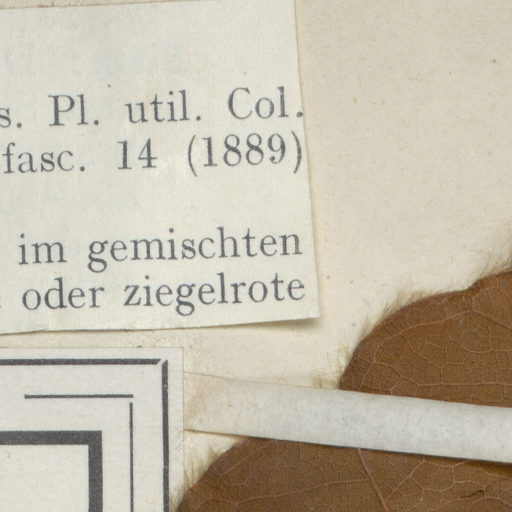 s. Pl. util. Col.
fasc. 14 (1889)
im gemischten
oder ziegelrote